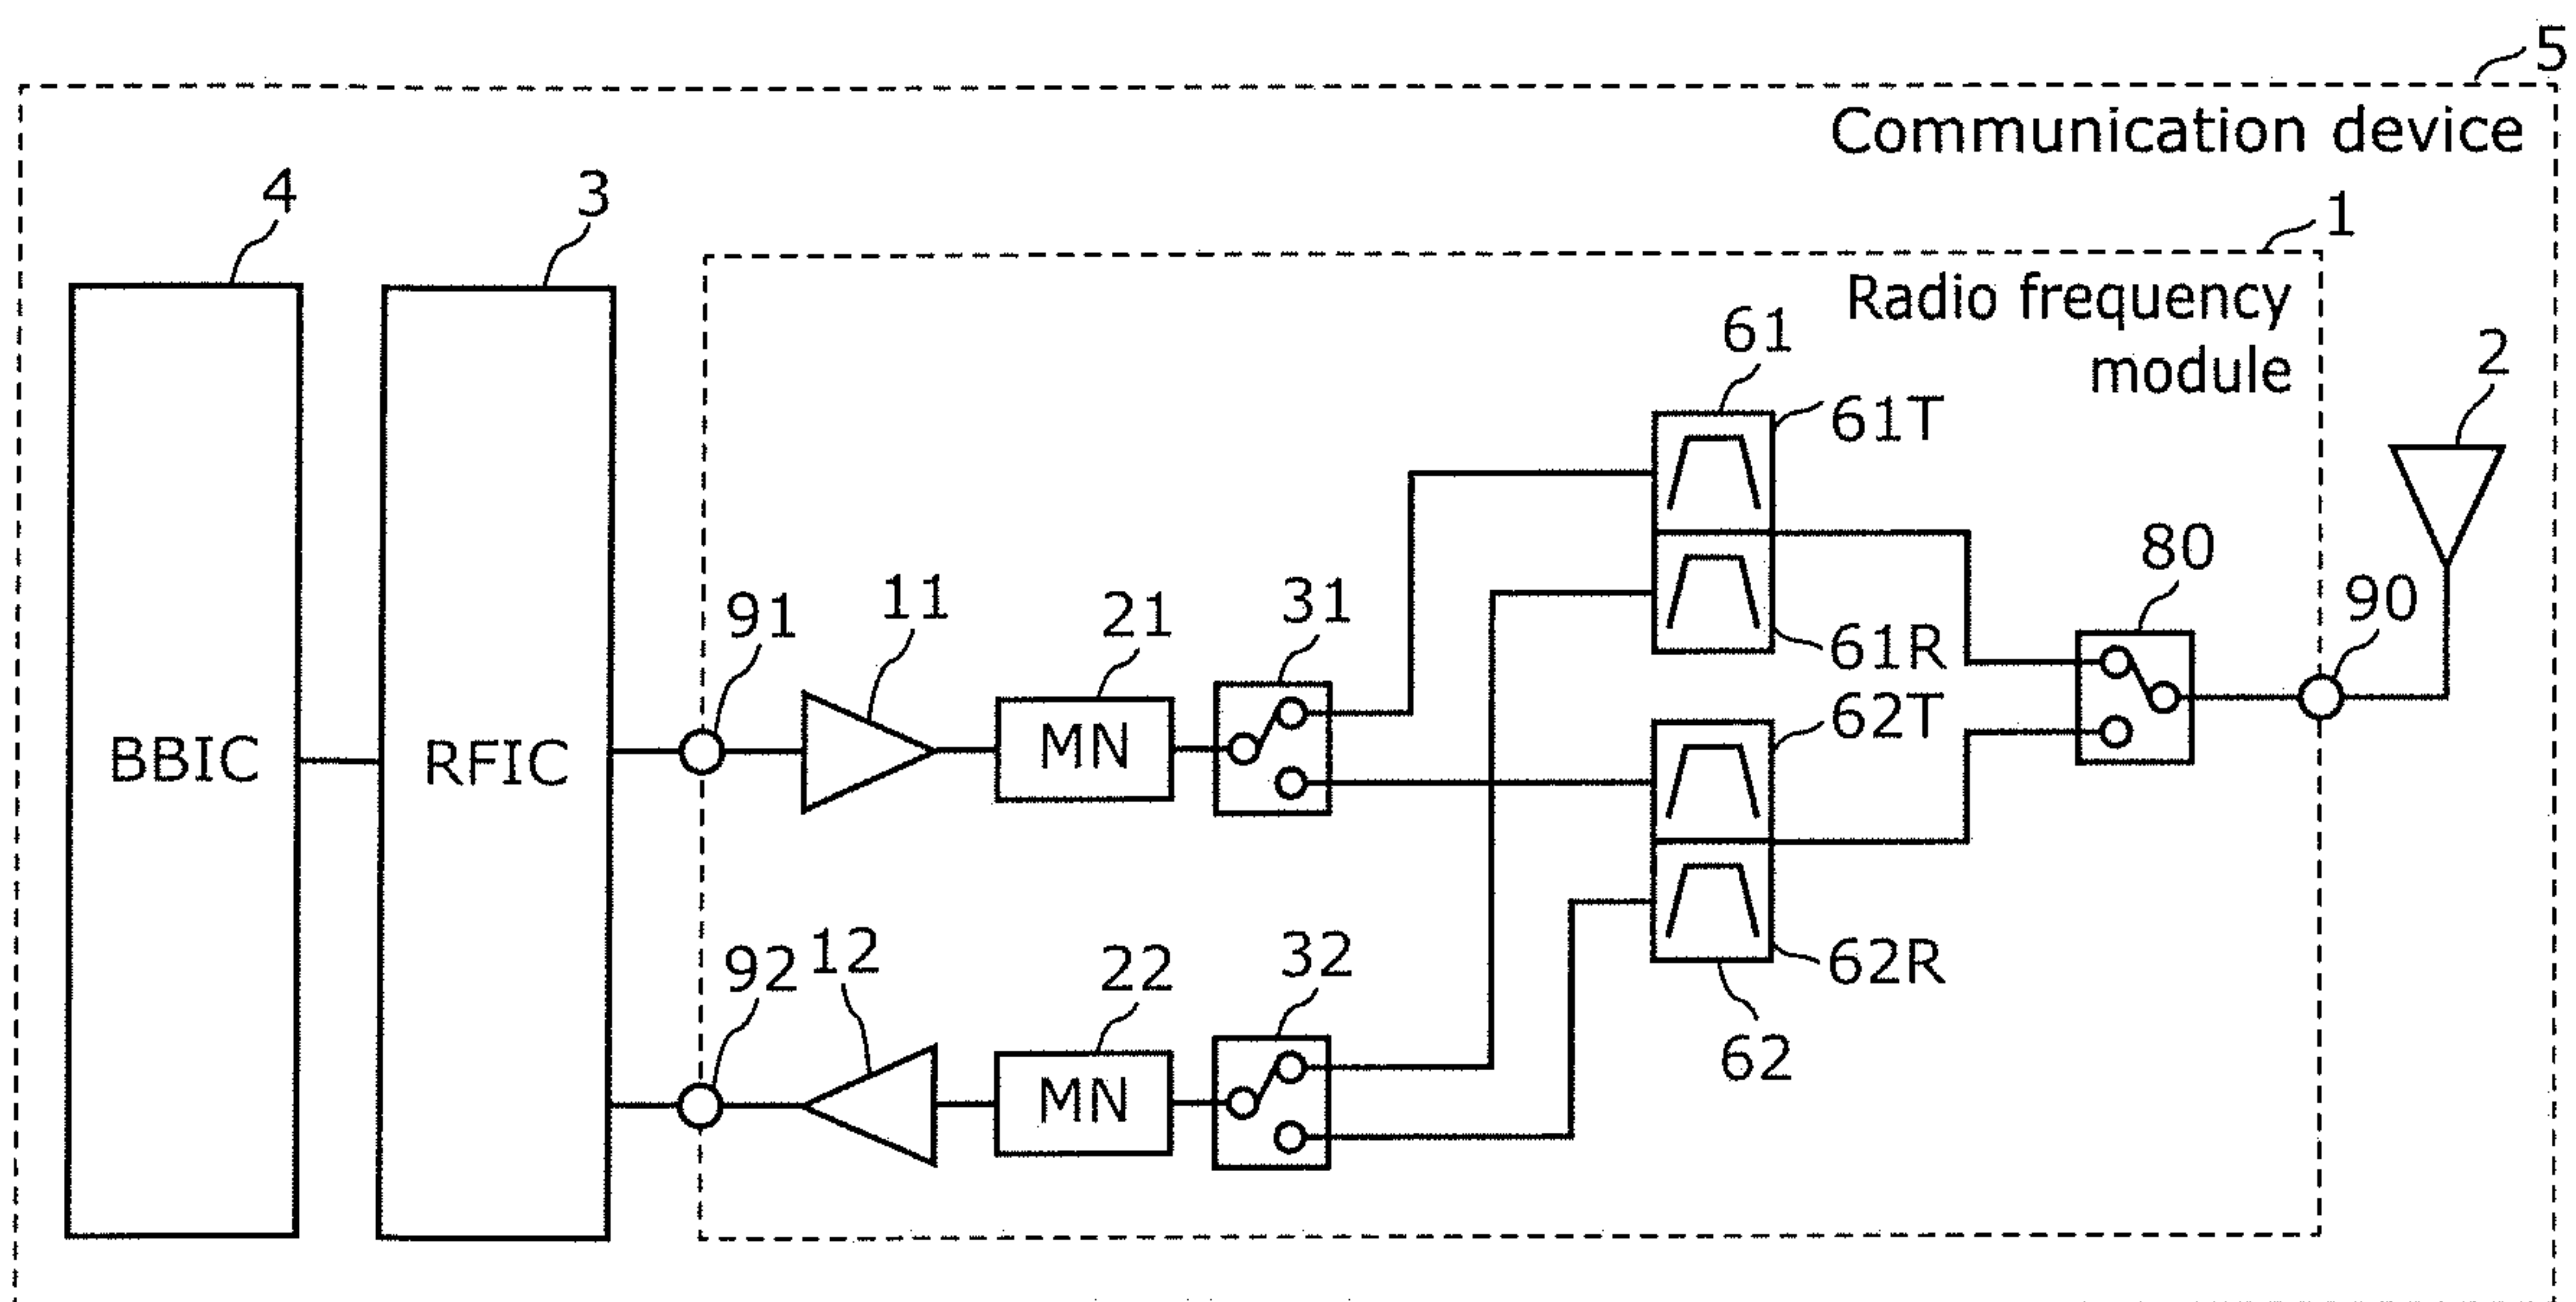 5
Communication device
4
3
1
Radio frequency
module
61
61T
2
80
90
91
11
21
31
61R
62T
BBIC
RFIC
MN
92
12
22
32
62R
62
MN